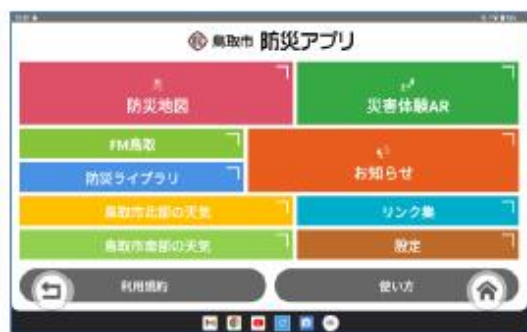 鳥取市 防災アプリ
防災地図
災害体験AR
FM鳥取
お知らせ
防災ライブラリ
鳥取市北部の天気
リンク集
鳥取市南部の天気
設定
利用規約
使い方